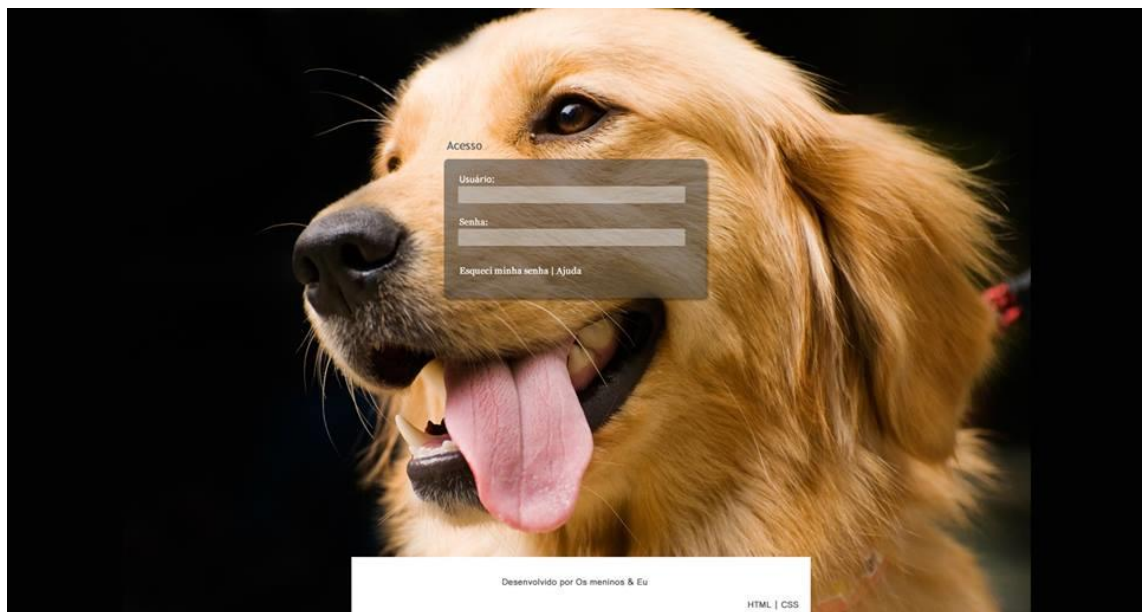 Acesso
Usuário:
Senha:
Esqueci minha senha | Ajuda
Desenvolvido por Os meninos & Eu
HTML | CSS